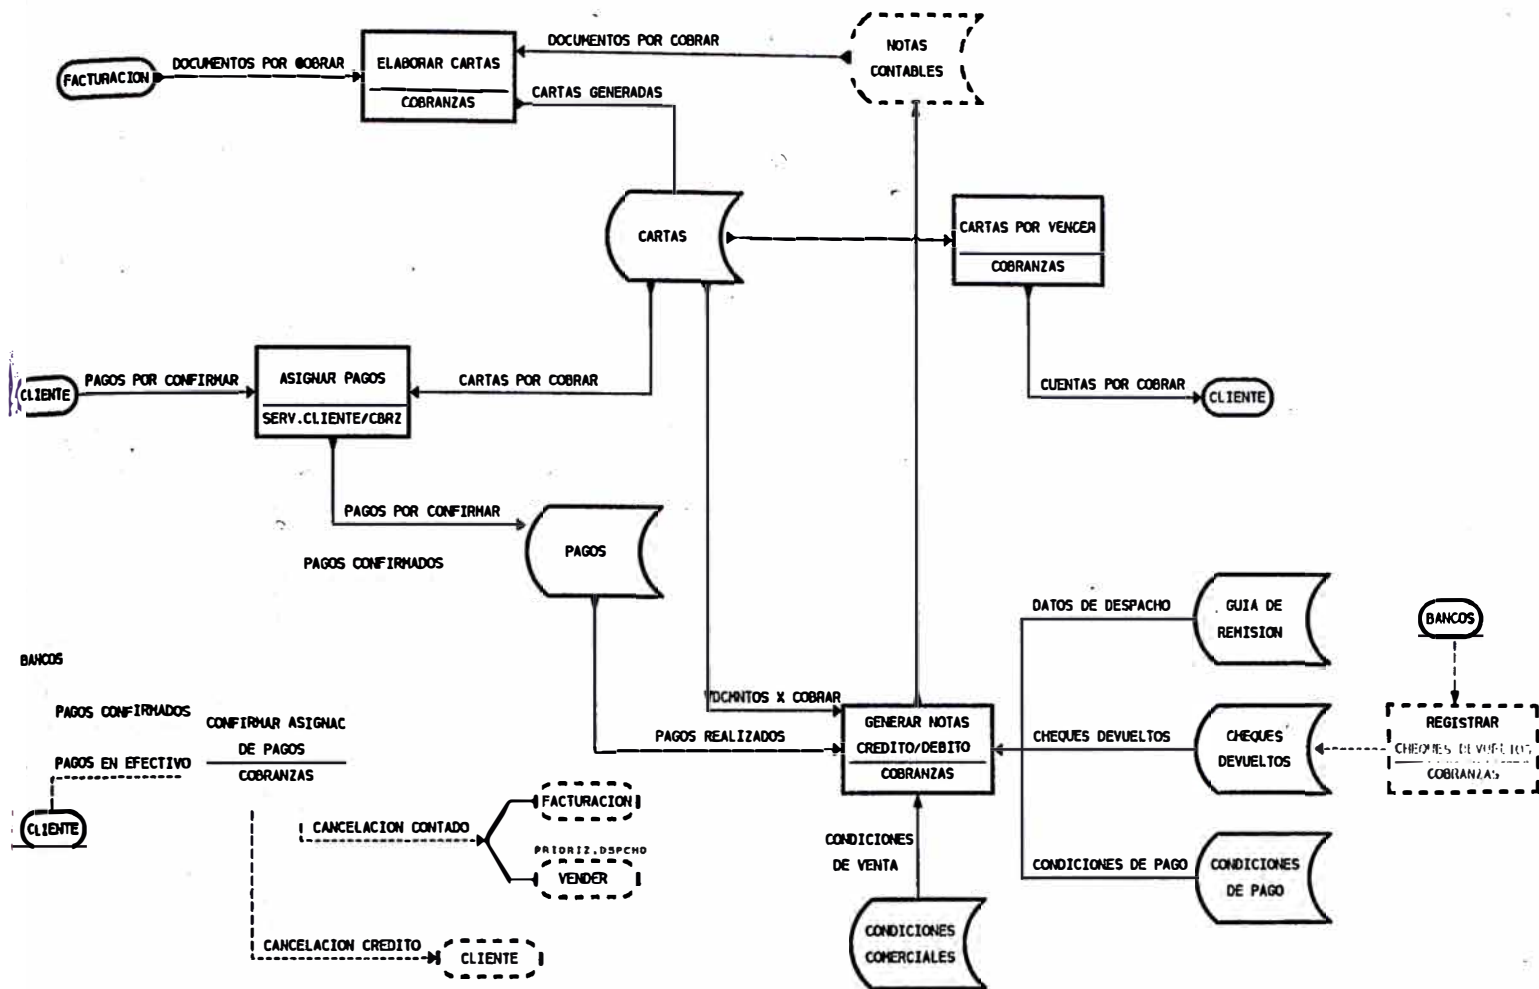 DOCUMENTOS POR COBRAR
NOTAS
CONTABLES
FACTURACION
DOCUMENTOS POR COBRAR
ELABORAR CARTAS
COBRANZAS
CARTAS GENERADAS
CARTAS
CARTAS POR VENCER
COBRANZAS
CLIENTE
PAGOS POR CONFIRMAR
ASIGNAR PAGOS
SERV.CLIENTE/CBRZ
CARTAS POR COBRAR
CUENTAS POR COBRAR
CLIENTE
PAGOS POR CONFIRMAR
PAGOS CONFIRMADOS
PAGOS
DATOS DE DESPACHO
GUIA DE
REMISION
BANCOS
BANCOS
PAGOS CONFIRMADOS
CONFIRMAR ASIGNAC
DE PAGOS
COBRANZAS
PAGOS EN EFECTIVO
CLIENTE
DCMNTOS X COBRAR
PAGOS REALIZADOS
GENERAR NOTAS
CREDITO/DEBITO
COBRANZAS
CHEQUES DEVUELTOS
CHEQUES
DEVUELTOS
REGISTRAR
CHEQUES DEVUELTOS
COBRANZAS
CANCELACION CONTADO
FACTURACION
PRIORIZ.DSPCHO
VENDER
CONDICIONES
DE VENTA
CONDICIONES DE PAGO
CONDICIONES
DE PAGO
CANCELACION CREDITO
CLIENTE
CONDICIONES
COMERCIALES